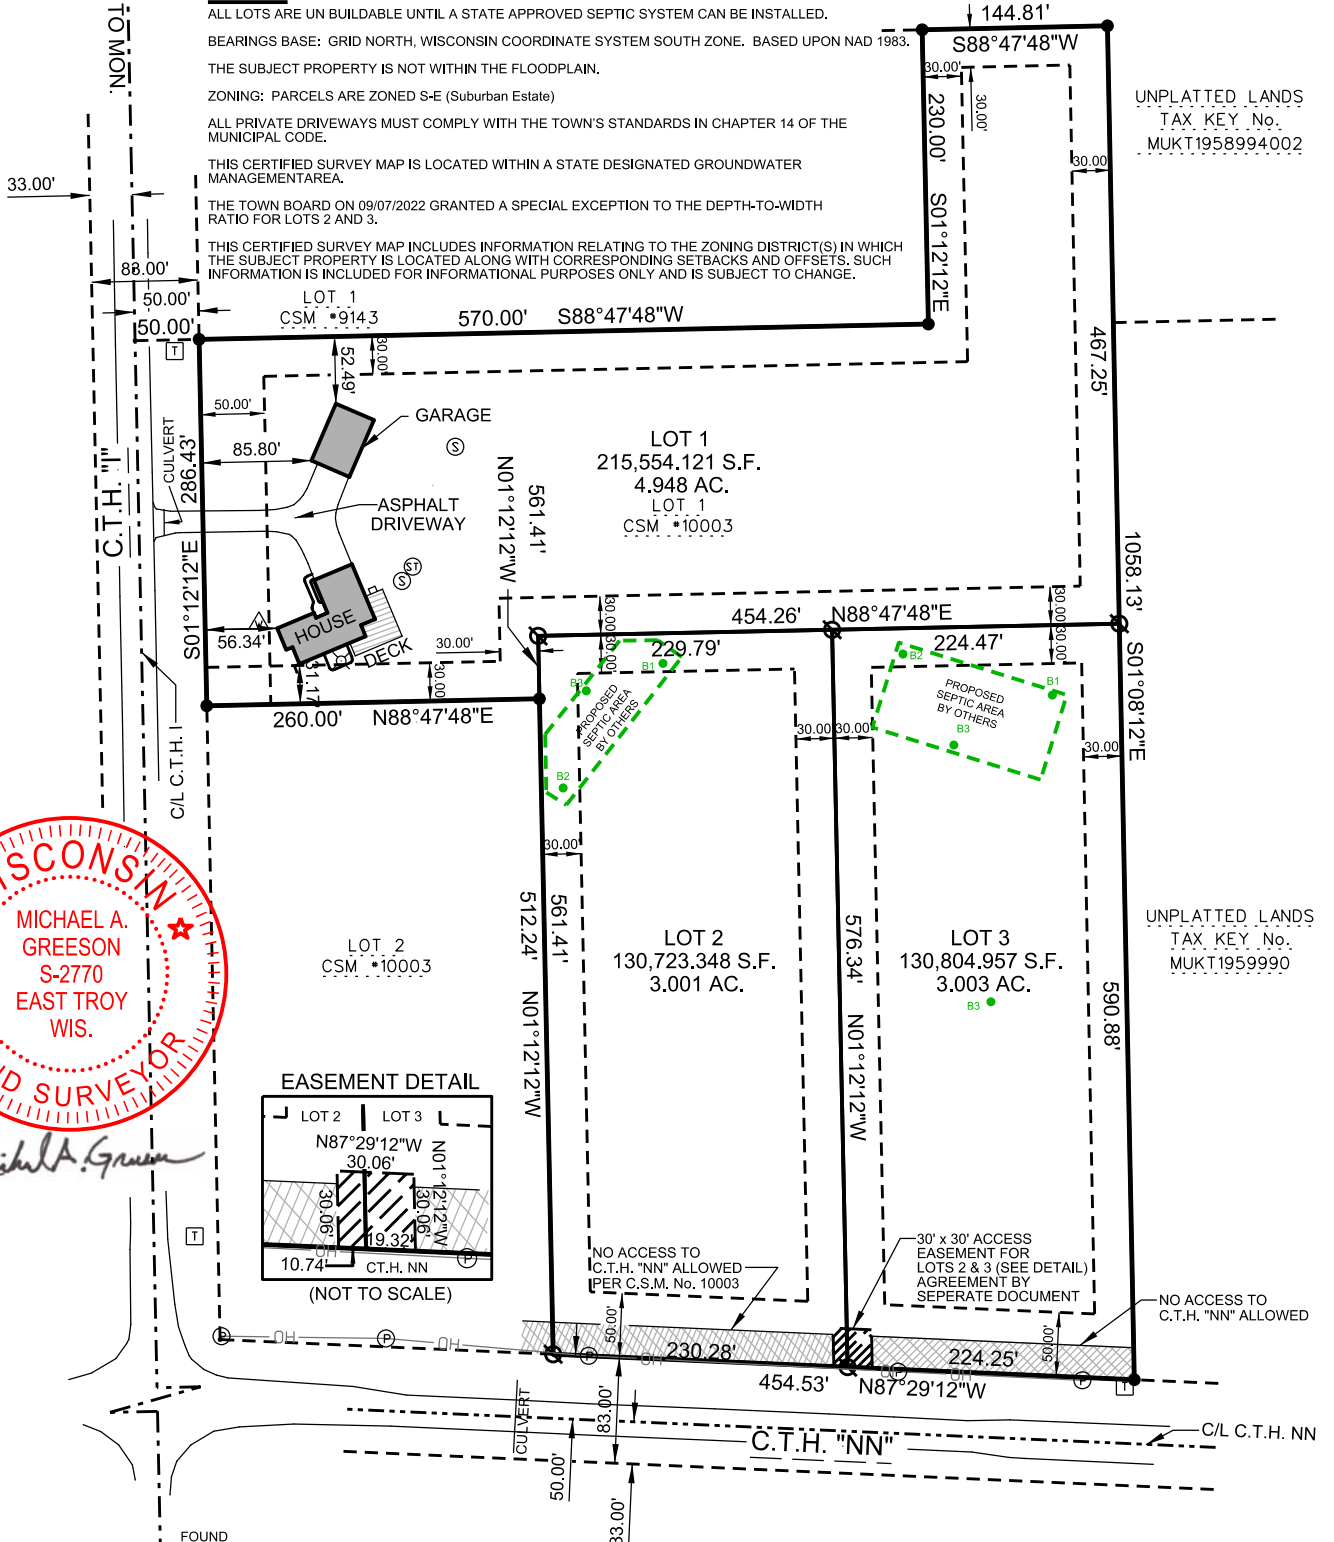 ALL LOTS ARE UN BUILDABLE UNTIL A STATE APPROVED SEPTIC SYSTEM CAN BE INSTALLED.
BEARINGS BASE: GRID NORTH, WISCONSIN COORDINATE SYSTEM SOUTH ZONE. BASED UPON NAD 1983.
THE SUBJECT PROPERTY IS NOT WITHIN THE FLOODPLAIN.
ZONING: PARCELS ARE ZONED S-E (Suburban Estate)
ALL PRIVATE DRIVEWAYS MUST COMPLY WITH THE TOWN'S STANDARDS IN CHAPTER 14 OF THE
MUNICIPAL CODE.
THIS CERTIFIED SURVEY MAP IS LOCATED WITHIN A STATE DESIGNATED GROUNDWATER
MANAGEMENTAREA.
THE TOWN BOARD ON 09/07/2022 GRANTED A SPECIAL EXCEPTION TO THE DEPTH-TO-WIDTH
RATIO FOR LOTS 2 AND 3.
THIS CERTIFIED SURVEY MAP INCLUDES INFORMATION RELATING TO THE ZONING DISTRICT(S) IN WHICH
THE SUBJECT PROPERTY IS LOCATED ALONG WITH CORRESPONDING SETBACKS AND OFFSETS. SUCH
INFORMATION IS INCLUDED FOR INFORMATIONAL PURPOSES ONLY AND IS SUBJECT TO CHANGE.
TO MON.
144.81'
S88°47'48"W
30.00'
30.00'
230.00' S01°12'12"E
30.00
UNPLATTED LANDS
TAX KEY No.
MUKT1958994002
33.00'
83.00'
50.00'
50.00'
T
LOT 1
CSM #9143
570.00' S88°47'48"W
30.00'
52.49'
467.25'
50.00'
GARAGE
85.80'
S
CULVERT
286.43'
S01°12'12"E
C.T.H. "I"
ASPHALT
DRIVEWAY
LOT 1
215,554.121 S.F.
4.948 AC.
LOT 1
CSM #10003
561.41'
N01°12'12"W
ST
S
HOUSE
DECK
W
56.34'
31.17'
30.00'
30.00
260.00' N88°47'48"E
30.00'
30.00'
454.26' N88°47'48"E
229.79'
224.47'
30.00'
30.00'
1058.13' S01°08'12"E
B1
B3
B2
PROPOSED
SEPTIC AREA
BY OTHERS
B2
B1
B3
PROPOSED
SEPTIC AREA
BY OTHERS
30.00'
30.00'
30.00
30.00'
C/L C.T.H. I
WISCONSIN
MICHAEL A.
GREESON
S-2770
EAST TROY
WIS.
SURVEYOR
LOT 2
CSM #10003
512.24' N01°12'12"W
561.41'
LOT 2
130,723.348 S.F.
3.001 AC.
576.34' N01°12'12"W
LOT 3
130,804.957 S.F.
3.003 AC.
B3
590.88'
UNPLATTED LANDS
TAX KEY No.
MUKT1959990
EASEMENT DETAIL
LOT 2 LOT 3
N87°29'12"W
30.06'
30.06'
30.06'
N01°12'12"W
19.32'
10.74'
OH
P
CT.H. NN
(NOT TO SCALE)
T
NO ACCESS TO
C.T.H. "NN" ALLOWED
PER C.S.M. No. 10003
30' x 30' ACCESS
EASEMENT FOR
LOTS 2 & 3 (SEE DETAIL)
AGREEMENT BY
SEPERATE DOCUMENT
NO ACCESS TO
C.T.H. "NN" ALLOWED
50.00'
50.00'
P
OH
P
OH
P
OH
P
OH
OH
P
T
230.28'
224.25'
454.53' N87°29'12"W
CULVERT
83.00'
50.00'
33.00'
C.T.H. "NN"
C/L C.T.H. NN
FOUND